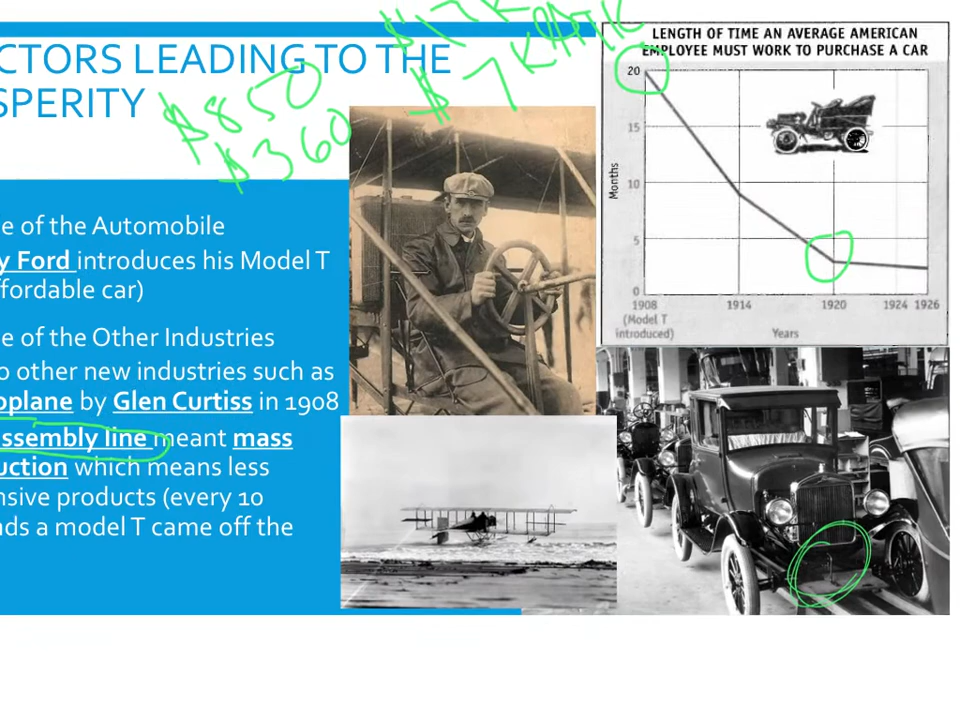 CTORS LEADING TO THE
SPERITY
$850
$360
$17K
$7K
e of the Automobile
y Ford introduces his Model T
ffordable car)
e of the Other Industries
o other new industries such as
oplane by Glen Curtiss in 1908
ssembly line meant mass
uction which means less
nsive products (every 10
nds a model T came off the
LENGTH OF TIME AN AVERAGE AMERICAN
EMPLOYEE MUST WORK TO PURCHASE A CAR
Months
20
15
10
5
0
1908 1914 1920 1924 1926
(Model T
introduced)
Years